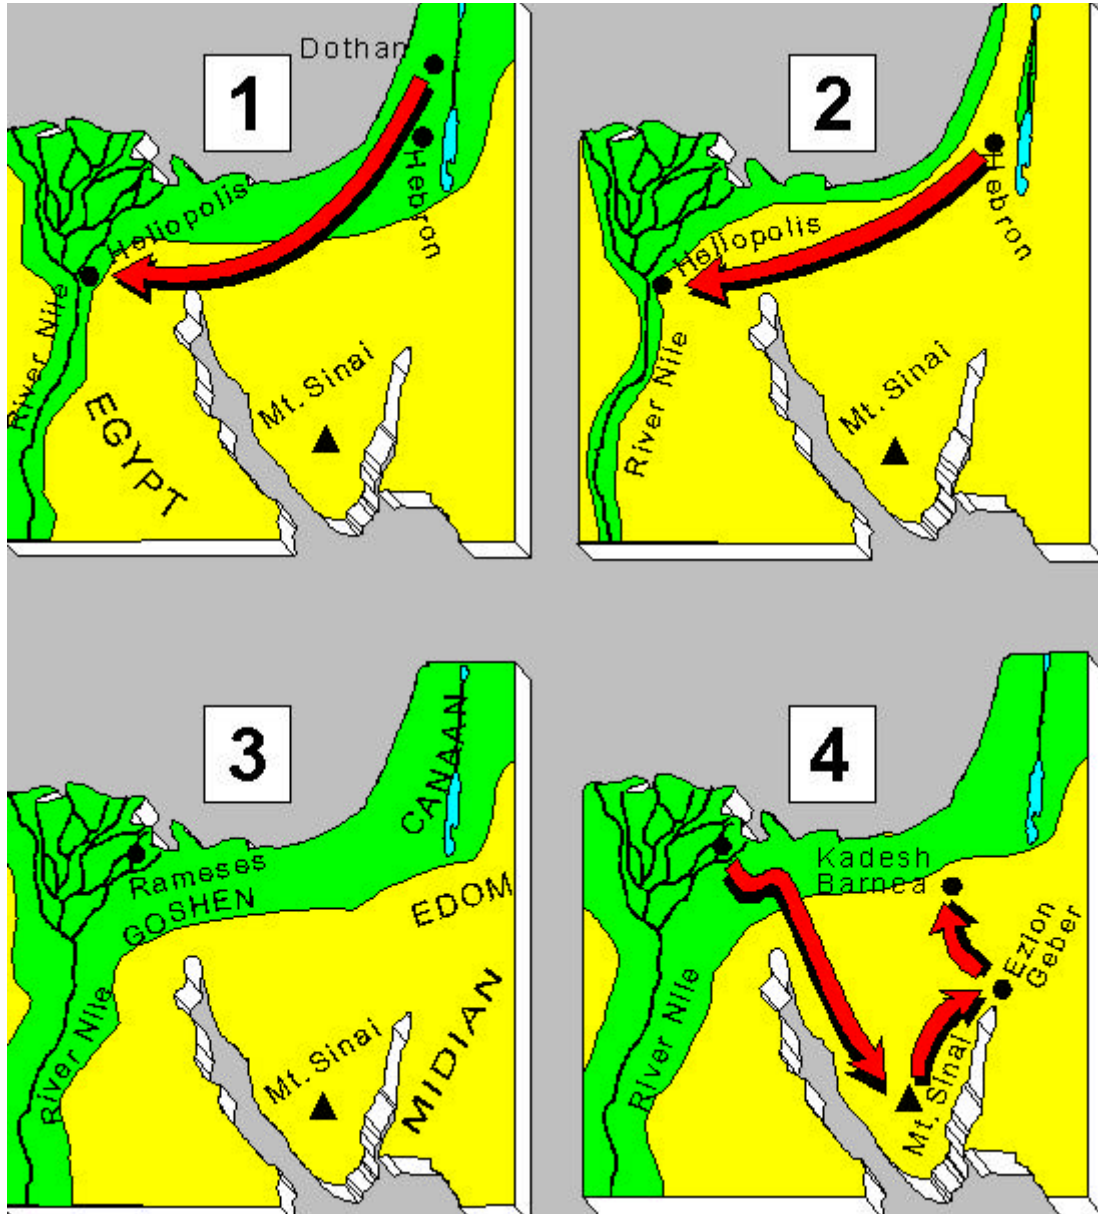 1
Dothan
Hebron
Heliopolis
River Nile
EGYPT
Mt. Sinai
2
Hebron
Heliopolis
River Nile
Mt. Sinai
3
CANAAN
Rameses
GOSHEN
EDOM
River Nile
Mt. Sinai
MIDIAN
4
Kadesh
Barnea
Ezion
Geber
River Nile
Mt. Sinai